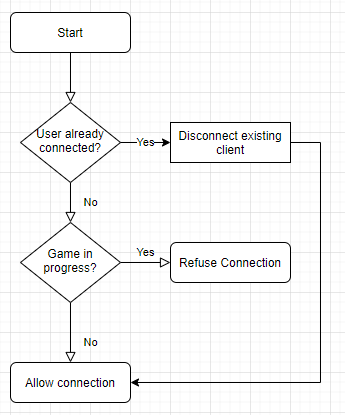 Start
User already
connected?
Yes
Disconnect existing
client
No
Game in
progress?
Yes
Refuse Connection
No
Allow connection